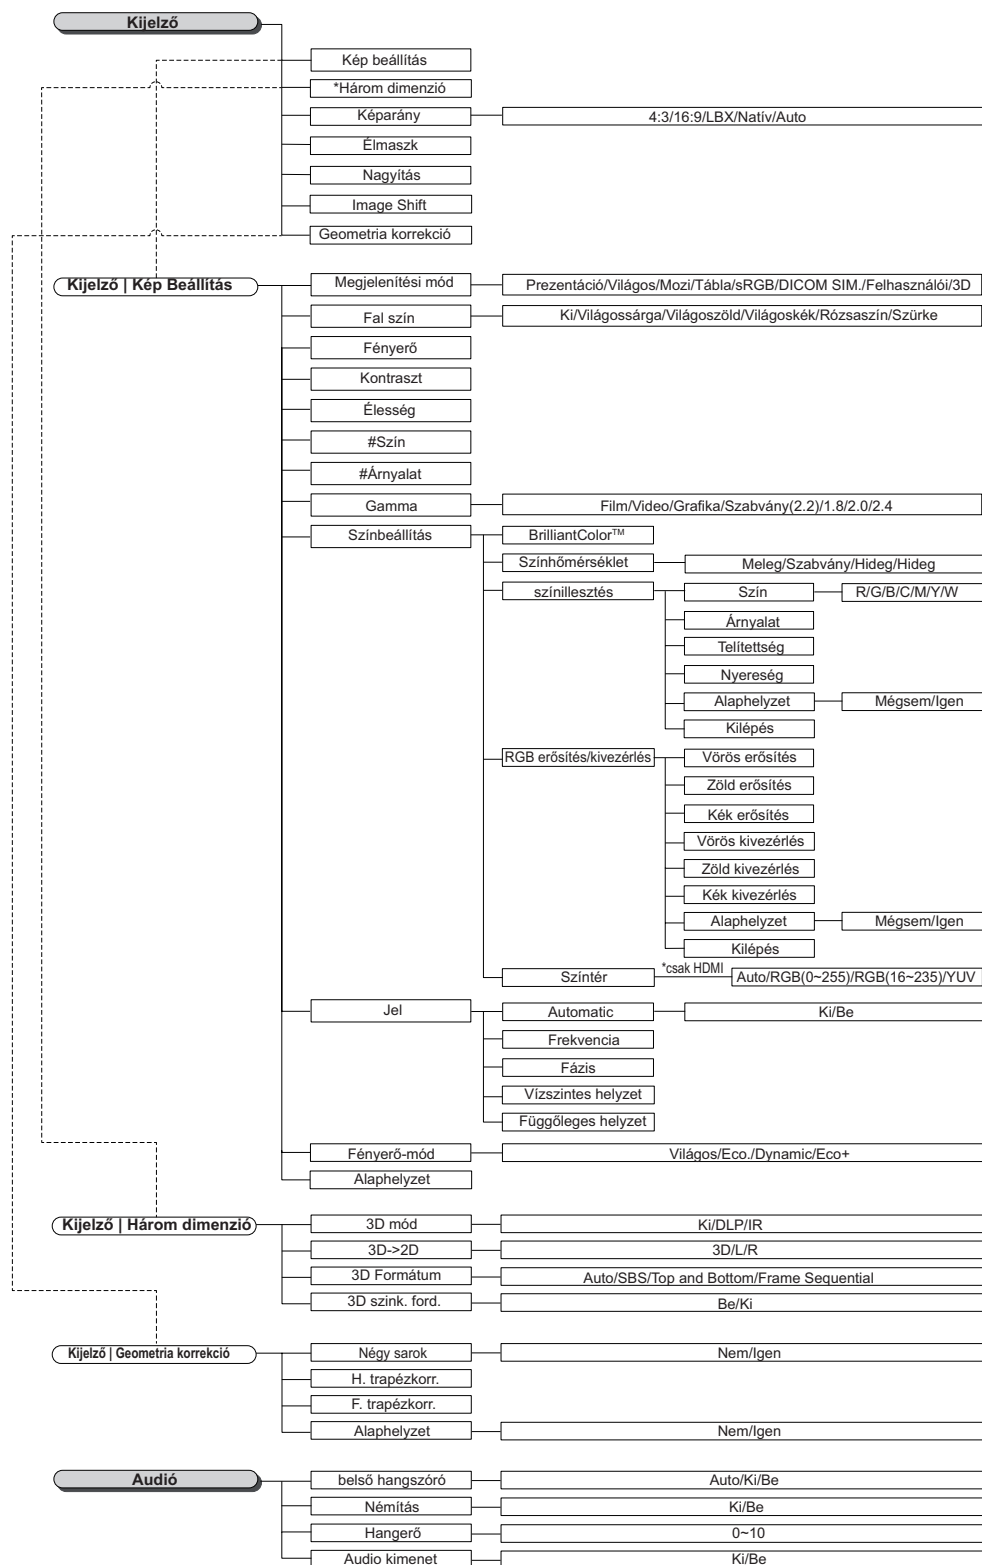 Kijelző
Kép beállítás
*Három dimenzió
Képarány 4:3/16:9/LBX/Natív/Auto
Élmaszk
Nagyítás
Image Shift
Geometria korrekció
Kijelző | Kép Beállítás Megjelenítési mód Prezentáció/Világos/Mozi/Tábla/sRGB/DICOM SIM./Felhasználói/3D
Fal szín Ki/Világossárga/Világoszöld/Világoskék/Rózsaszín/Szürke
Fényerő
Kontraszt
Élesség
#Szín
#Árnyalat
Gamma Film/Video/Grafika/Szabvány(2.2)/1.8/2.0/2.4
Színbeállítás BrilliantColor™
Színhőmérséklet Meleg/Szabvány/Hideg/Hideg
színillesztés Szín R/G/B/C/M/Y/W
Árnyalat
Telítettség
Nyereség
Alaphelyzet Mégsem/Igen
Kilépés
RGB erősítés/kivezérlés Vörös erősítés
Zöld erősítés
Kék erősítés
Vörös kivezérlés
Zöld kivezérlés
Kék kivezérlés
Alaphelyzet Mégsem/Igen
Kilépés
Színtér *csak HDMI Auto/RGB(0~255)/RGB(16~235)/YUV
Jel Automatic Ki/Be
Frekvencia
Fázis
Vízszintes helyzet
Függőleges helyzet
Fényerő-mód Világos/Eco./Dynamic/Eco+
Alaphelyzet
Kijelző | Három dimenzió 3D mód Ki/DLP/IR
3D->2D 3D/L/R
3D Formátum Auto/SBS/Top and Bottom/Frame Sequential
3D szink. ford. Be/Ki
Kijelző | Geometria korrekció Négy sarok Nem/Igen
H. trapézkorr.
F. trapézkorr.
Alaphelyzet Nem/Igen
Audió belső hangszóró Auto/Ki/Be
Némítás Ki/Be
Hangerő 0~10
Audio kimenet Ki/Be